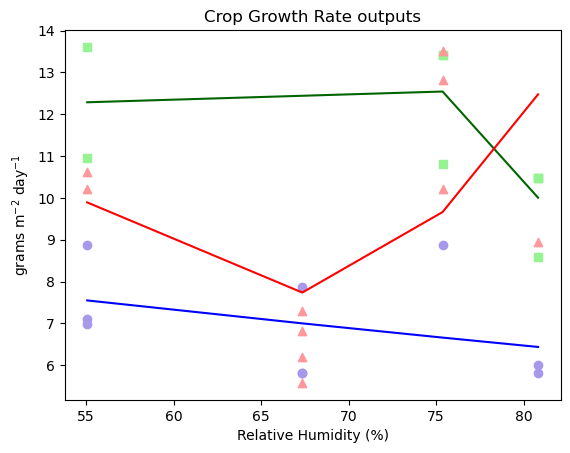 Crop Growth Rate outputs
14
13
12
11
10
9
8
7
6
grams m⁻² day⁻¹
55 60 65 70 75 80
Relative Humidity (%)